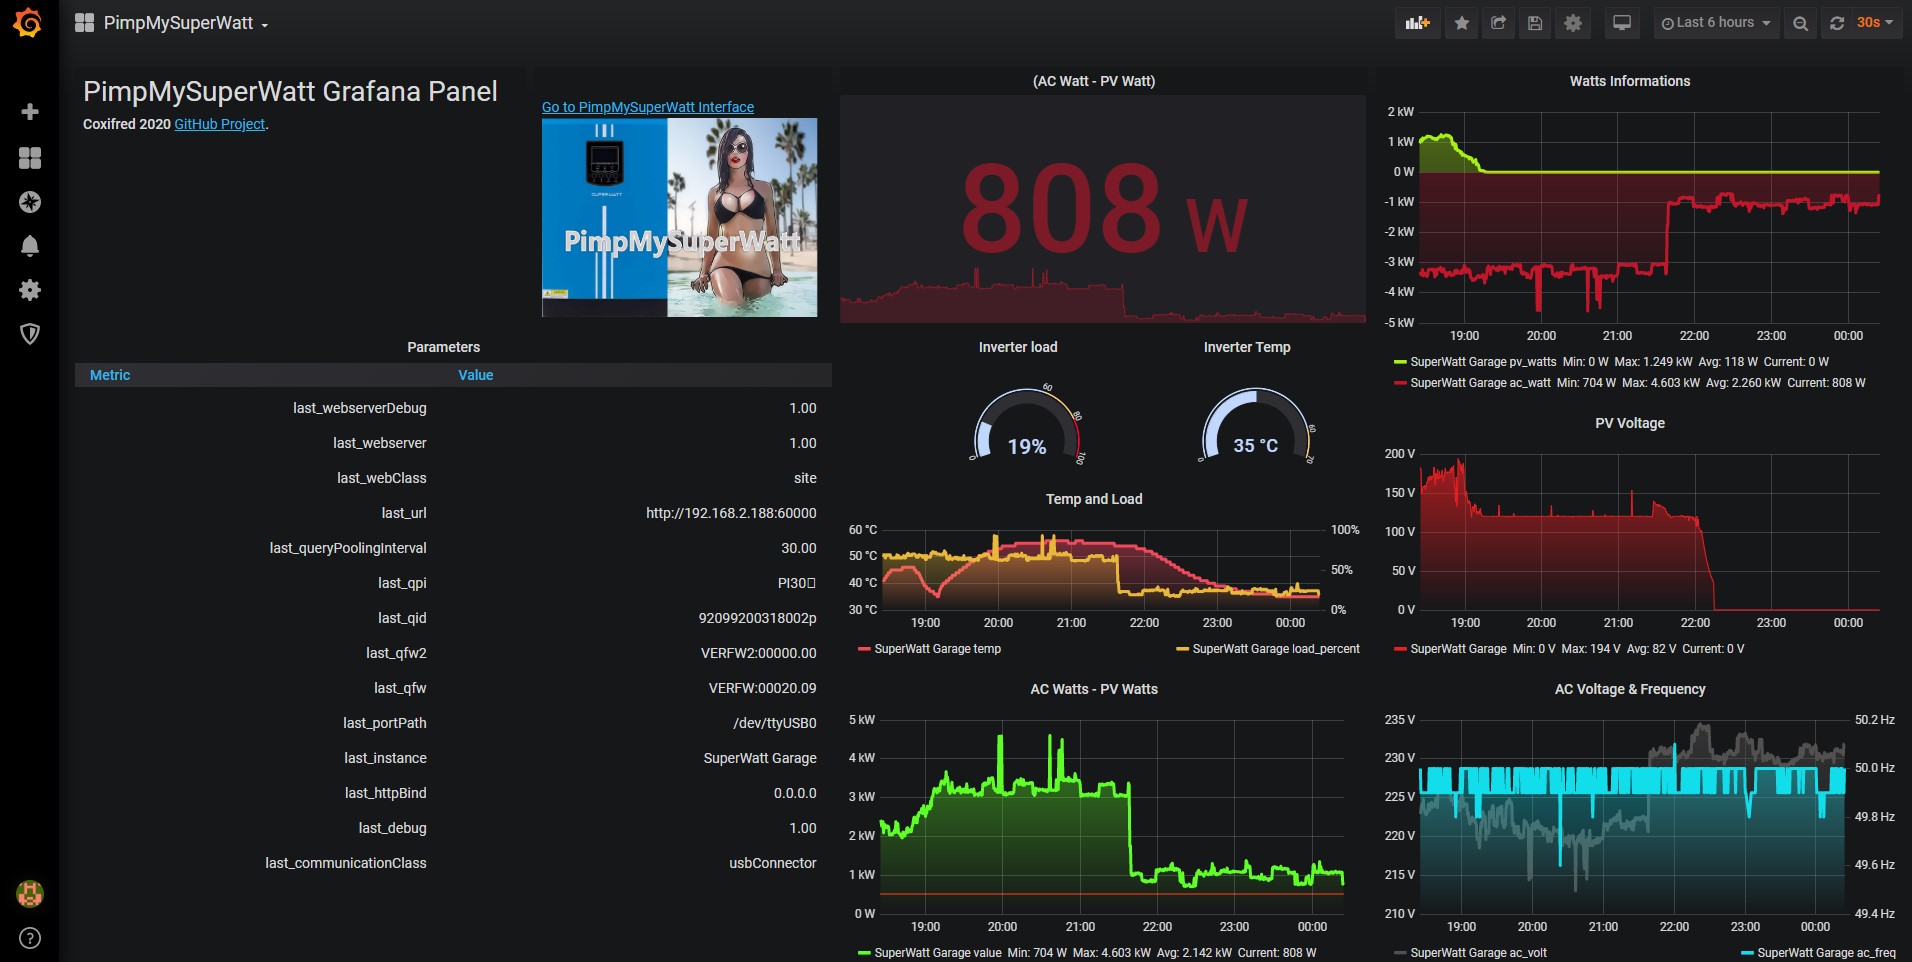 PimpMySuperWatt
Last 6 hours
30s
PimpMySuperWatt Grafana Panel
Coxifred 2020 GitHub Project.
Go to PimpMySuperWatt Interface
SUPER WATT
PimpMySuperWatt
(AC Watt - PV Watt)
808 W
Watts Informations
2 kW
1 kW
0 W
-1 kW
-2 kW
-3 kW
-4 kW
-5 kW
19:00 20:00 21:00 22:00 23:00 00:00
SuperWatt Garage pv_watts Min: 0 W Max: 1.249 kW Avg: 118 W Current: 0 W
SuperWatt Garage ac_watt Min: 704 W Max: 4.603 kW Avg: 2.260 kW Current: 808 W
Parameters
Metric Value
last_webserverDebug 1.00
last_webserver 1.00
last_webClass site
last_url http://192.168.2.188:60000
last_queryPoolingInterval 30.00
last_qpi PI30
last_qid 92099200318002p
last_qfw2 VERFW2:00000.00
last_qfw VERFW:00020.09
last_portPath /dev/ttyUSB0
last_instance SuperWatt Garage
last_httpBind 0.0.0.0
last_debug 1.00
last_communicationClass usbConnector
Inverter load
0 60 80 100
19%
Inverter Temp
0 60 70
35 °C
Temp and Load
60 °C 100%
50 °C
50%
40 °C
30 °C 0%
19:00 20:00 21:00 22:00 23:00 00:00
SuperWatt Garage temp SuperWatt Garage load_percent
PV Voltage
200 V
150 V
100 V
50 V
0 V
19:00 20:00 21:00 22:00 23:00 00:00
SuperWatt Garage Min: 0 V Max: 194 V Avg: 82 V Current: 0 V
AC Watts - PV Watts
5 kW
4 kW
3 kW
2 kW
1 kW
0 W
19:00 20:00 21:00 22:00 23:00 00:00
SuperWatt Garage value Min: 704 W Max: 4.603 kW Avg: 2.142 kW Current: 808 W
AC Voltage & Frequency
235 V 50.2 Hz
230 V 50.0 Hz
225 V
49.8 Hz
220 V
49.6 Hz
215 V
210 V 49.4 Hz
19:00 20:00 21:00 22:00 23:00 00:00
SuperWatt Garage ac_volt SuperWatt Garage ac_freq